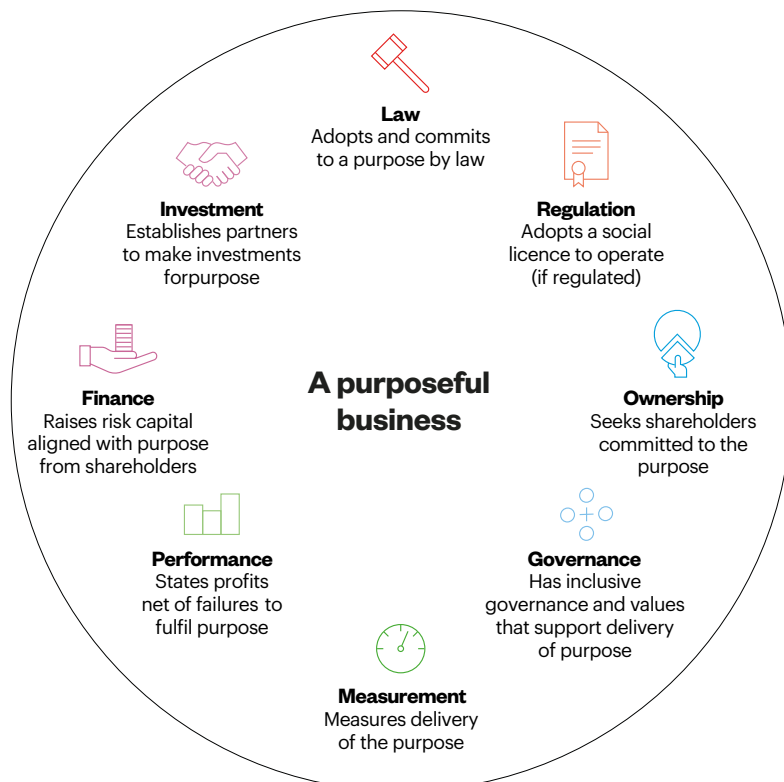 Law
Adopts and commits
to a purpose by law
Regulation
Adopts a social
licence to operate
(if regulated)
Ownership
Seeks shareholders
committed to the
purpose
Governance
Has inclusive
governance and values
that support delivery
of purpose
Measurement
Measures delivery
of the purpose
Performance
States profits
net of failures to
fulfil purpose
Finance
Raises risk capital
aligned with purpose
from shareholders
Investment
Establishes partners
to make investments
forpurpose
A purposeful
business